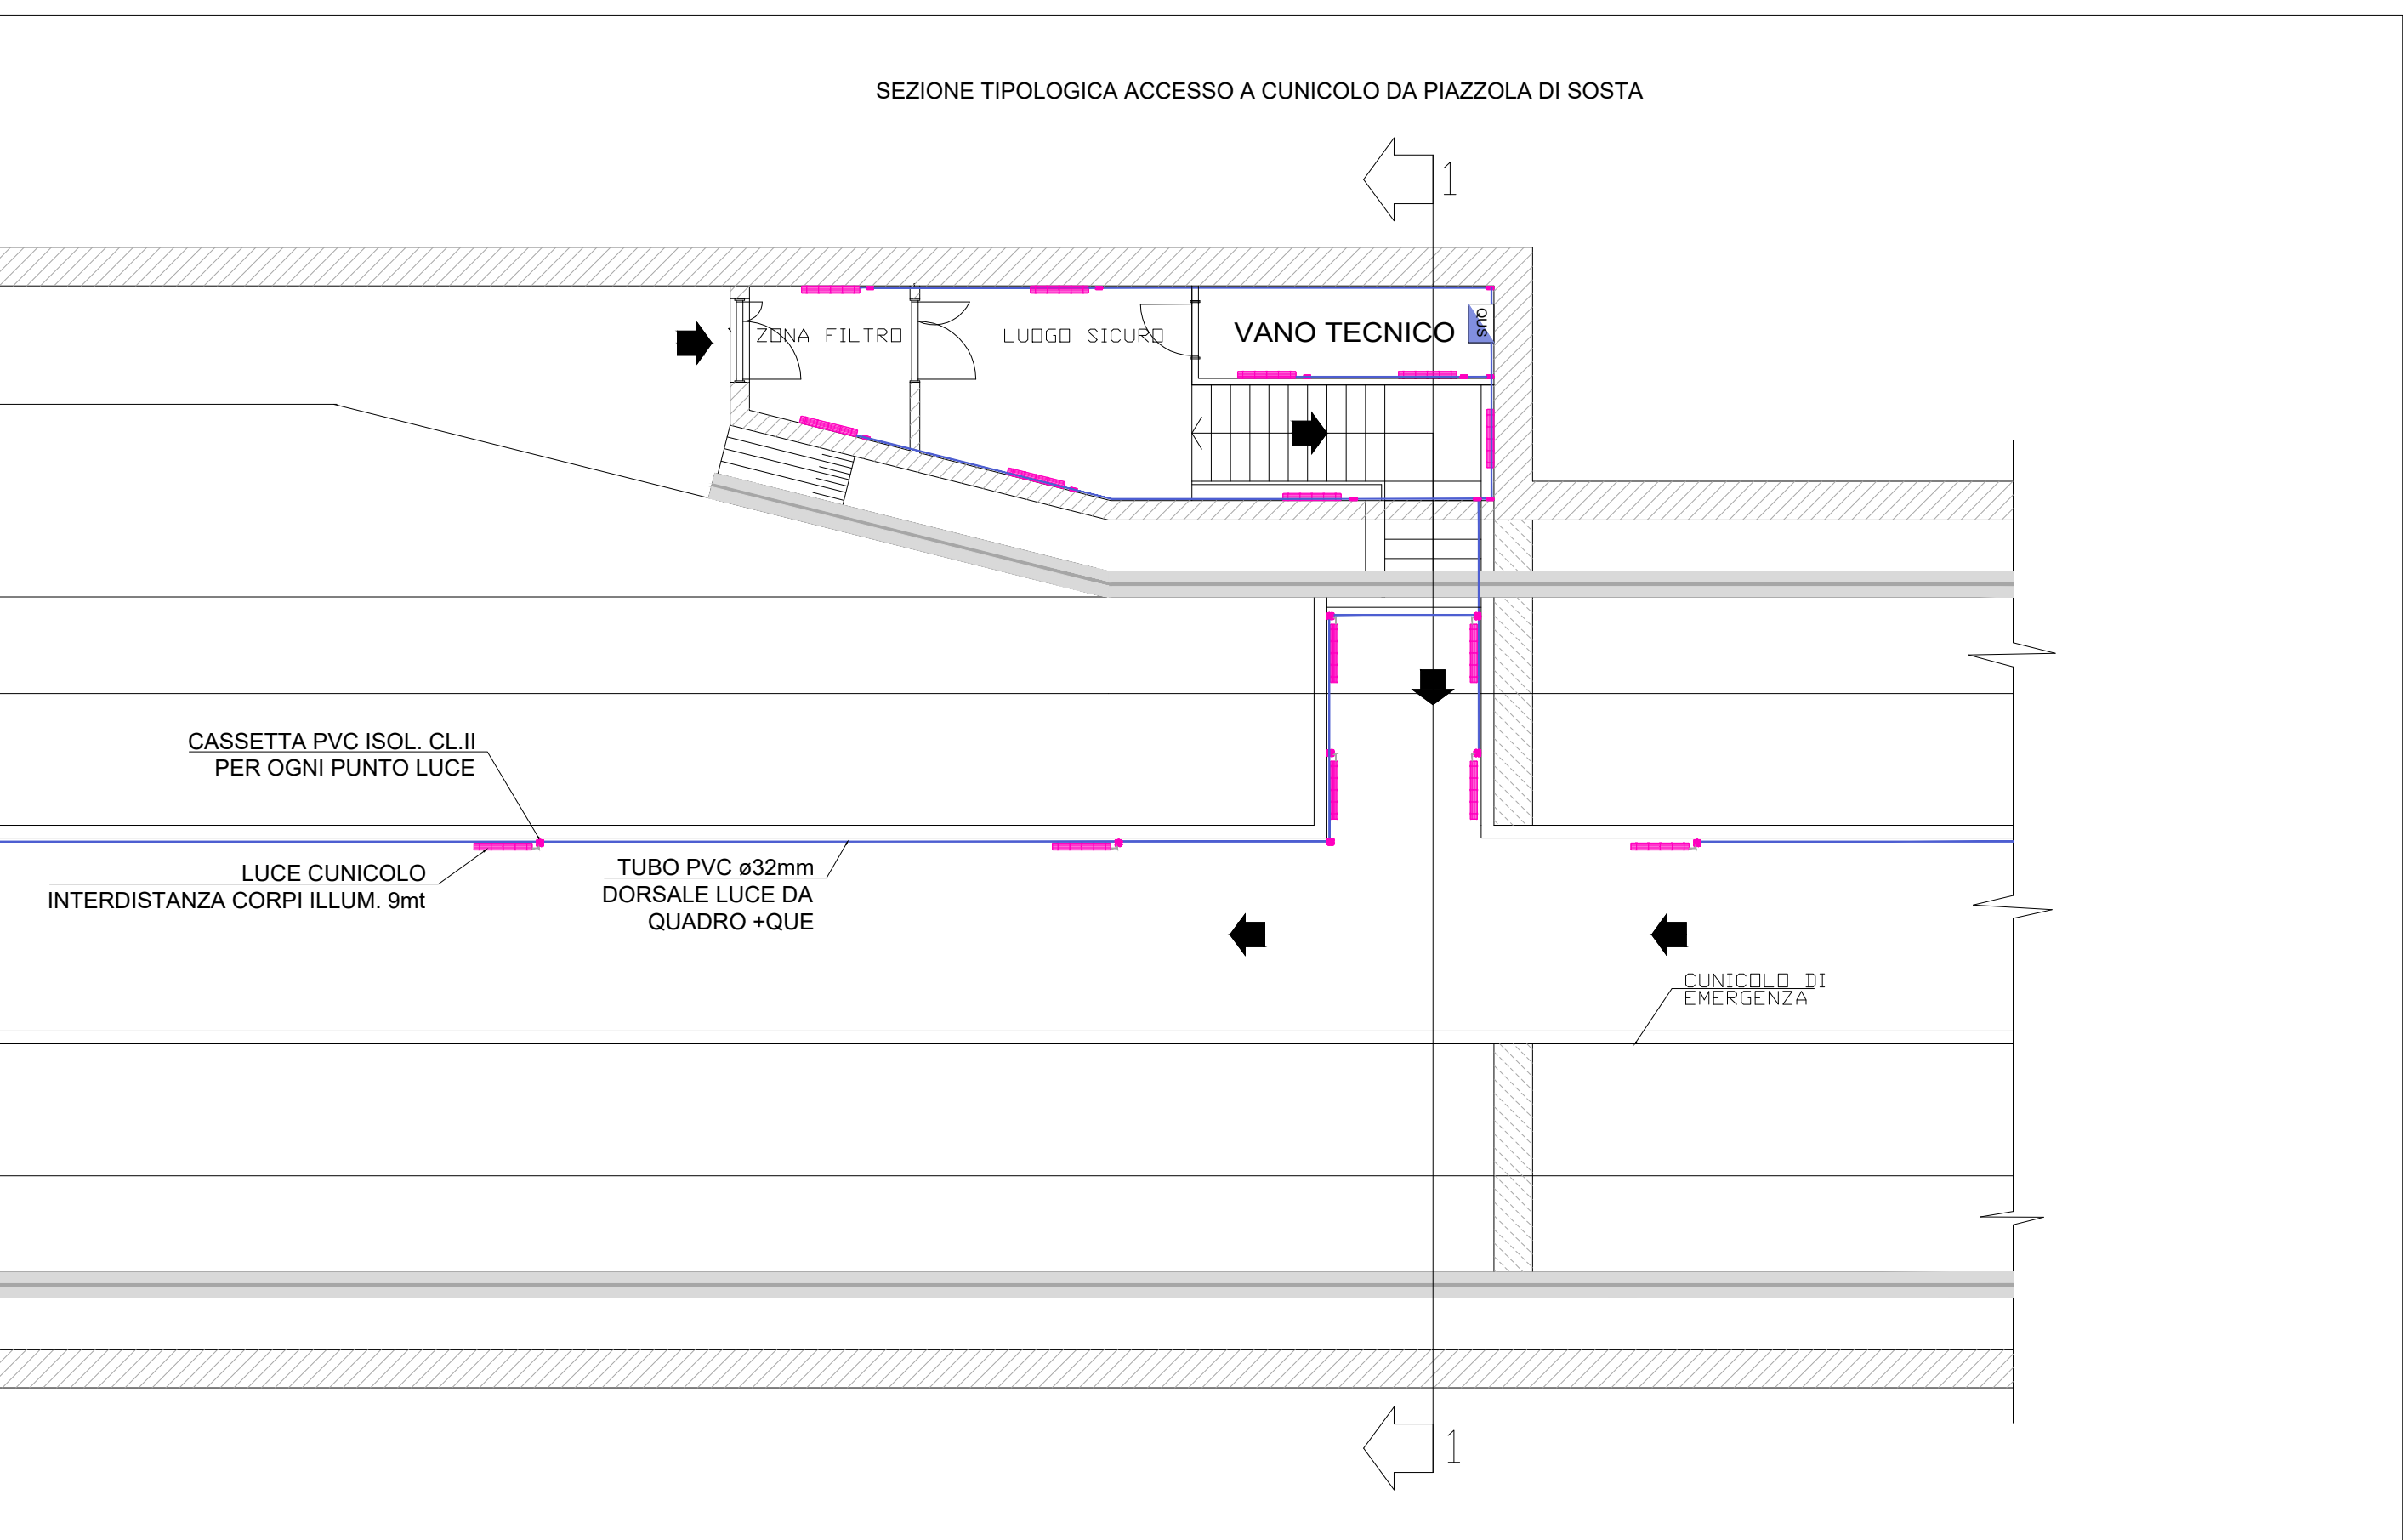 SEZIONE TIPOLOGICA ACCESSO A CUNICOLO DA PIAZZOLA DI SOSTA
1
ZONA FILTRO
LUOGO SICURO
VANO TECNICO
QUS
CASSETTA PVC ISOL. CL.II
PER OGNI PUNTO LUCE
LUCE CUNICOLO
INTERDISTANZA CORPI ILLUM. 9mt
TUBO PVC ø32mm
DORSALE LUCE DA
QUADRO +QUE
CUNICOLO DI
EMERGENZA
1